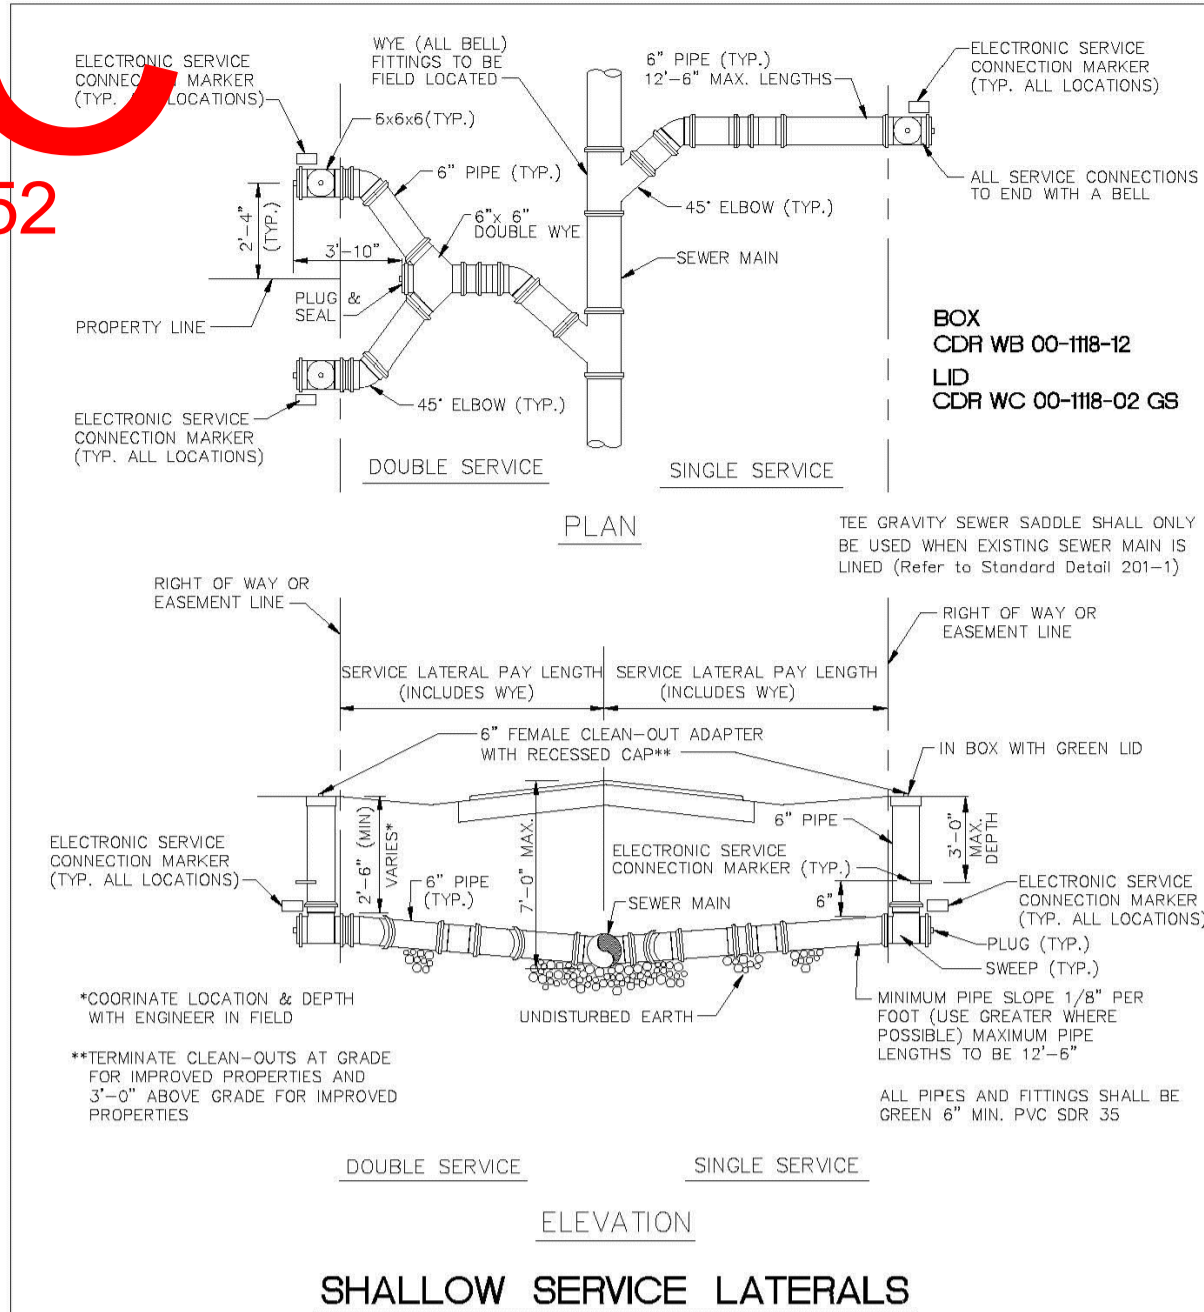 ELECTRONIC SERVICE
CONNECTION MARKER
(TYP. ALL LOCATIONS)
WYE (ALL BELL)
FITTINGS TO BE
FIELD LOCATED
6" PIPE (TYP.)
12'-6" MAX. LENGTHS
ELECTRONIC SERVICE
CONNECTION MARKER
(TYP. ALL LOCATIONS)
6x6x6(TYP.)
52
6" PIPE (TYP.)
ALL SERVICE CONNECTIONS
TO END WITH A BELL
45° ELBOW (TYP.)
6"x 6"
DOUBLE WYE
2'-4"
(TYP.)
3'-10"
SEWER MAIN
PLUG &
SEAL
PROPERTY LINE
BOX
CDR WB 00-1118-12
LID
CDR WC 00-1118-02 GS
45° ELBOW (TYP.)
ELECTRONIC SERVICE
CONNECTION MARKER
(TYP. ALL LOCATIONS)
DOUBLE SERVICE
SINGLE SERVICE
PLAN
TEE GRAVITY SEWER SADDLE SHALL ONLY
BE USED WHEN EXISTING SEWER MAIN IS
LINED (Refer to Standard Detail 201-1)
RIGHT OF WAY OR
EASEMENT LINE
RIGHT OF WAY OR
EASEMENT LINE
SERVICE LATERAL PAY LENGTH
(INCLUDES WYE)
SERVICE LATERAL PAY LENGTH
(INCLUDES WYE)
6" FEMALE CLEAN-OUT ADAPTER
WITH RECESSED CAP**
IN BOX WITH GREEN LID
2'-6" (MIN)
VARIES*
7'-0" MAX.
6" PIPE
3'-0"
MAX.
DEPTH
ELECTRONIC SERVICE
CONNECTION MARKER
(TYP. ALL LOCATIONS)
ELECTRONIC SERVICE
CONNECTION MARKER (TYP.)
6" PIPE
(TYP.)
6"
SEWER MAIN
ELECTRONIC SERVICE
CONNECTION MARKER
(TYP. ALL LOCATIONS)
PLUG (TYP.)
SWEEP (TYP.)
*COORINATE LOCATION & DEPTH
WITH ENGINEER IN FIELD
UNDISTURBED EARTH
MINIMUM PIPE SLOPE 1/8" PER
FOOT (USE GREATER WHERE
POSSIBLE) MAXIMUM PIPE
LENGTHS TO BE 12'-6"
**TERMINATE CLEAN-OUTS AT GRADE
FOR IMPROVED PROPERTIES AND
3'-0" ABOVE GRADE FOR IMPROVED
PROPERTIES
ALL PIPES AND FITTINGS SHALL BE
GREEN 6" MIN. PVC SDR 35
DOUBLE SERVICE
SINGLE SERVICE
ELEVATION
SHALLOW SERVICE LATERALS